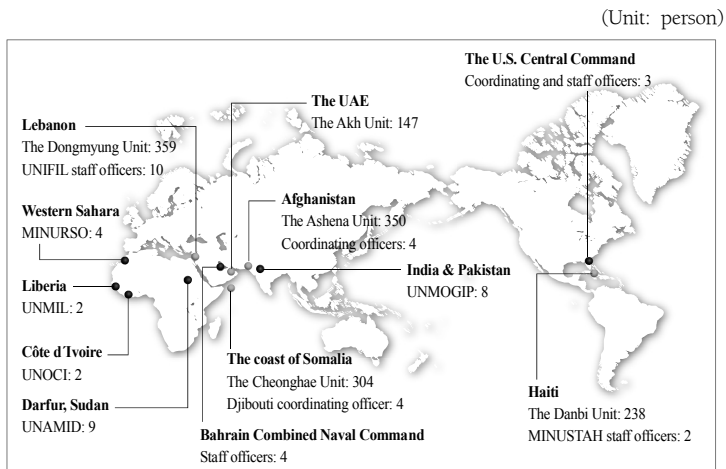 (Unit: person)
The U.S. Central Command
Coordinating and staff officers: 3
The UAE
The Akh Unit: 147
Lebanon
The Dongmyung Unit: 359
UNIFIL staff officers: 10
Afghanistan
The Ashena Unit: 350
Coordinating officers: 4
Western Sahara
MINURSO: 4
India & Pakistan
UNMOGIP: 8
Liberia
UNMIL: 2
Côte d'Ivoire
UNOCI: 2
The coast of Somalia
The Cheonghae Unit: 304
Djibouti coordinating officer: 4
Haiti
The Danbi Unit: 238
MINUSTAH staff officers: 2
Darfur, Sudan
UNAMID: 9
Bahrain Combined Naval Command
Staff officers: 4